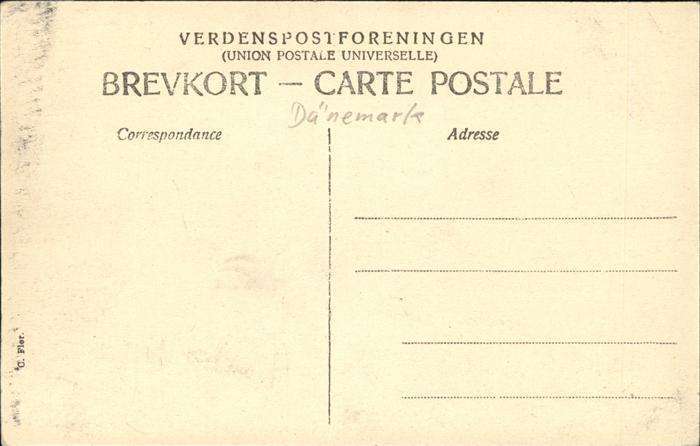 VERDENSPOSTFORENINGEN
(UNION POSTALE UNIVERSELLE)
BREVKORT — CARTE POSTALE
Dänemark
Correspondance
Adresse
C. Fler.